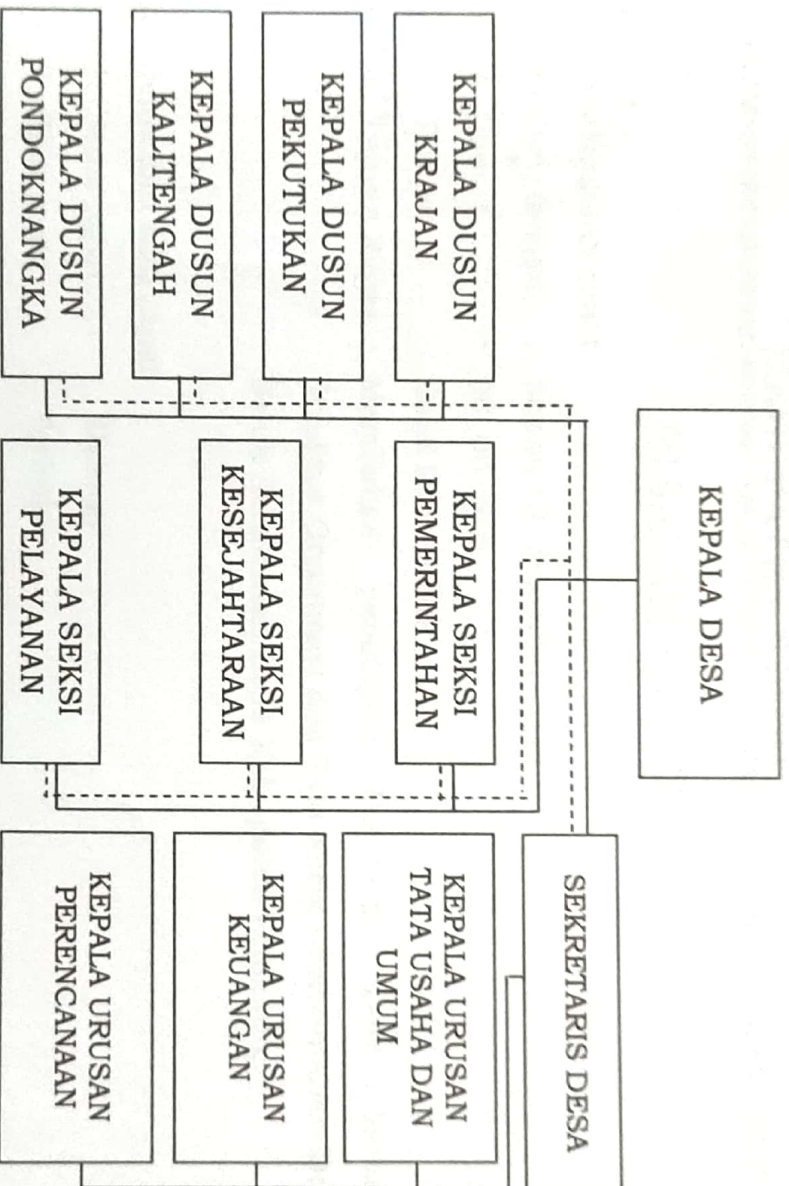 KEPALA DESA
SEKRETARIS DESA
KEPALA DUSUN
KRAJAN
KEPALA DUSUN
PEKUTUKAN
KEPALA DUSUN
KALITENGAH
KEPALA DUSUN
PONDOKNANGKA
KEPALA SEKSI
PEMERINTAHAN
KEPALA SEKSI
KESEJAHTARAAN
KEPALA SEKSI
PELAYANAN
KEPALA URUSAN
TATA USAHA DAN
UMUM
KEPALA URUSAN
KEUANGAN
KEPALA URUSAN
PERENCANAAN